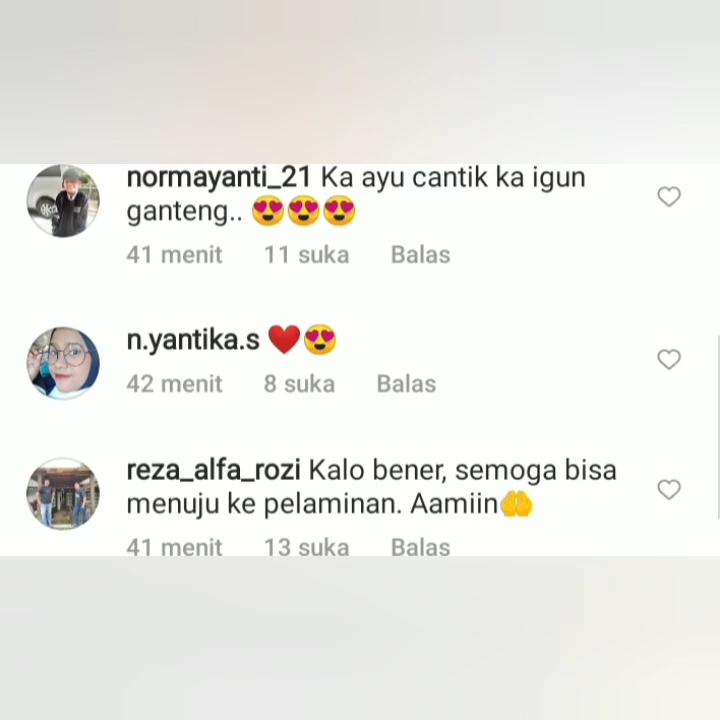 normayanti_21 Ka ayu cantik ka igun
ganteng.. 😍😍😍
41 menit 11 suka Balas
n.yantika.s ❤️😍
42 menit 8 suka Balas
reza_alfa_rozi Kalo bener, semoga bisa
menuju ke pelaminan. Aamiin🤲
41 menit 13 suka Balas